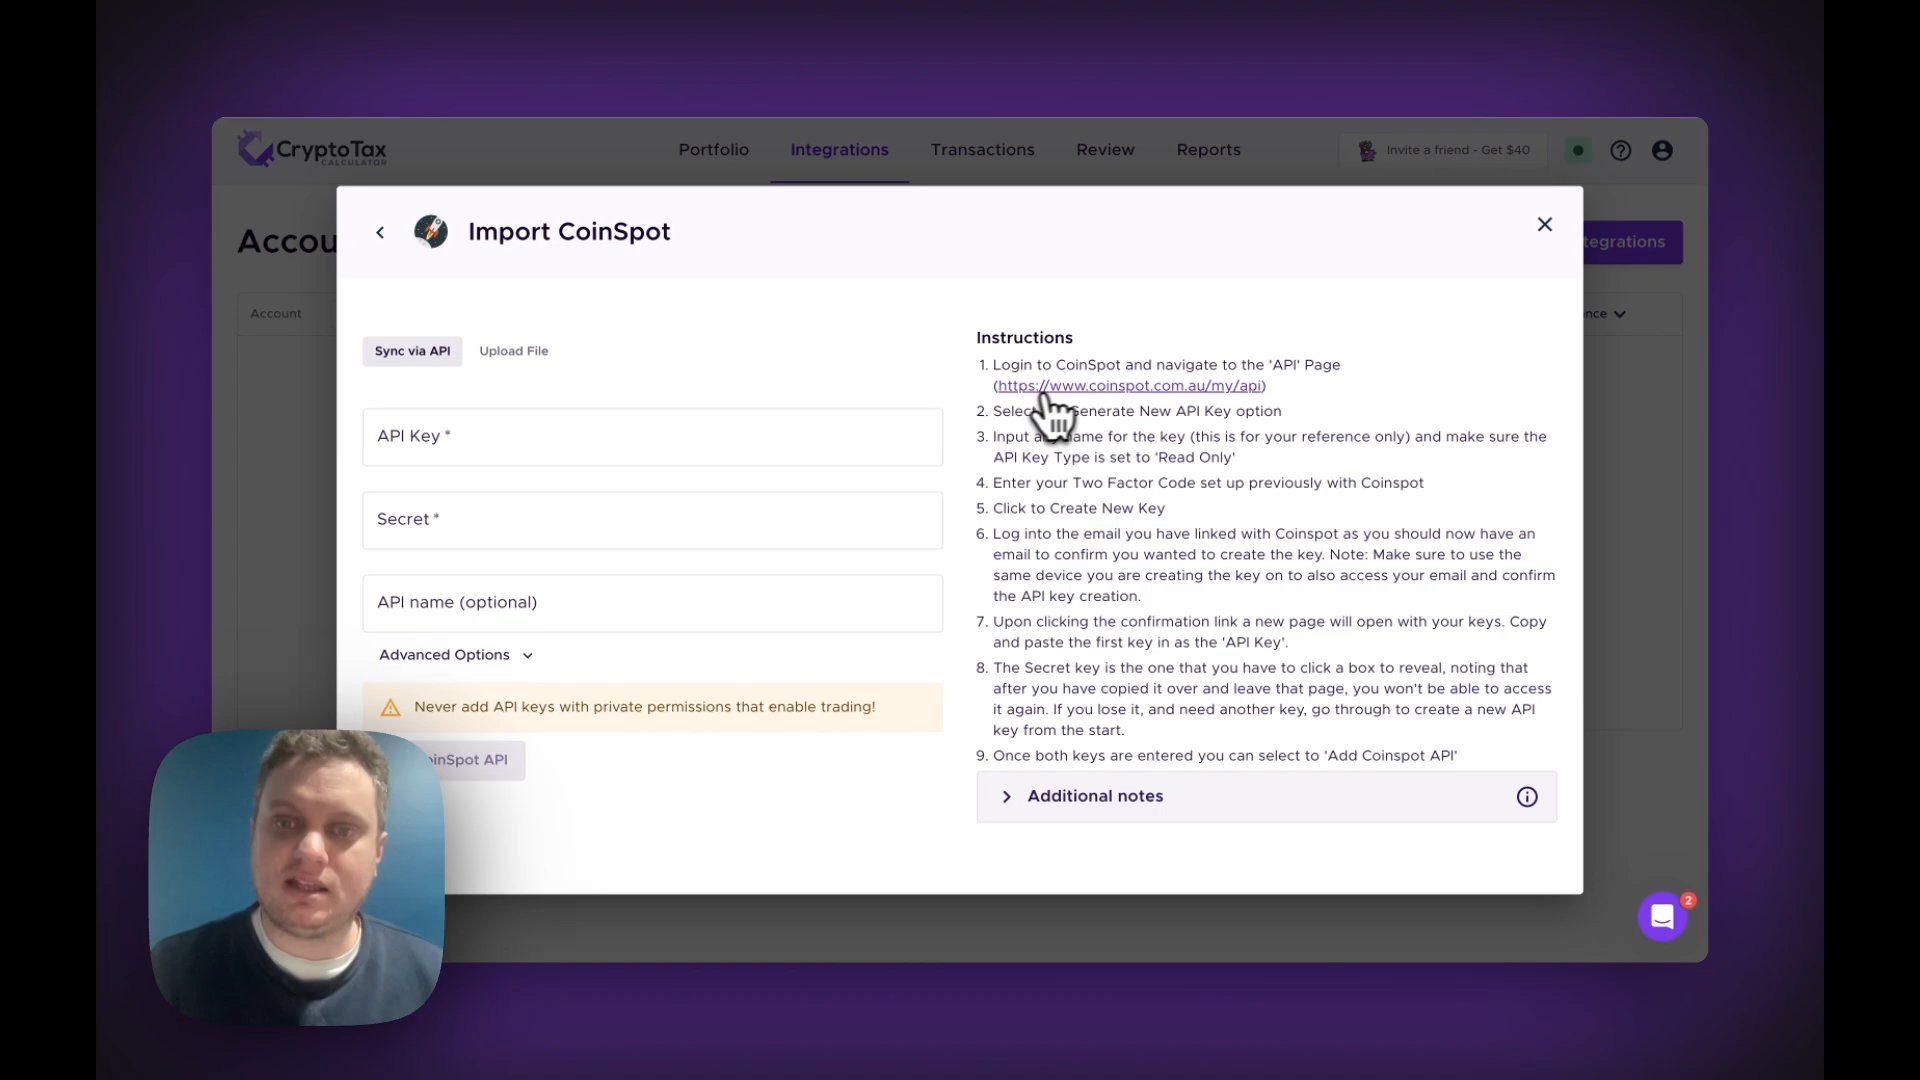 CryptoTax
CALCULATOR
Portfolio
Integrations
Transactions
Review
Reports
Invite a friend - Get $40
Accou
tegrations
Account
nce
Import CoinSpot
Sync via API
Upload File
API Key *
Secret *
API name (optional)
Advanced Options
Never add API keys with private permissions that enable trading!
oinSpot API
Instructions
1. Login to CoinSpot and navigate to the 'API' Page
(https://www.coinspot.com.au/my/api)
2. Selec Generate New API Key option
3. Input a ame for the key (this is for your reference only) and make sure the
API Key Type is set to 'Read Only'
4. Enter your Two Factor Code set up previously with Coinspot
5. Click to Create New Key
6. Log into the email you have linked with Coinspot as you should now have an
email to confirm you wanted to create the key. Note: Make sure to use the
same device you are creating the key on to also access your email and confirm
the API key creation.
7. Upon clicking the confirmation link a new page will open with your keys. Copy
and paste the first key in as the 'API Key'.
8. The Secret key is the one that you have to click a box to reveal, noting that
after you have copied it over and leave that page, you won't be able to access
it again. If you lose it, and need another key, go through to create a new API
key from the start.
9. Once both keys are entered you can select to 'Add Coinspot API'
Additional notes
2